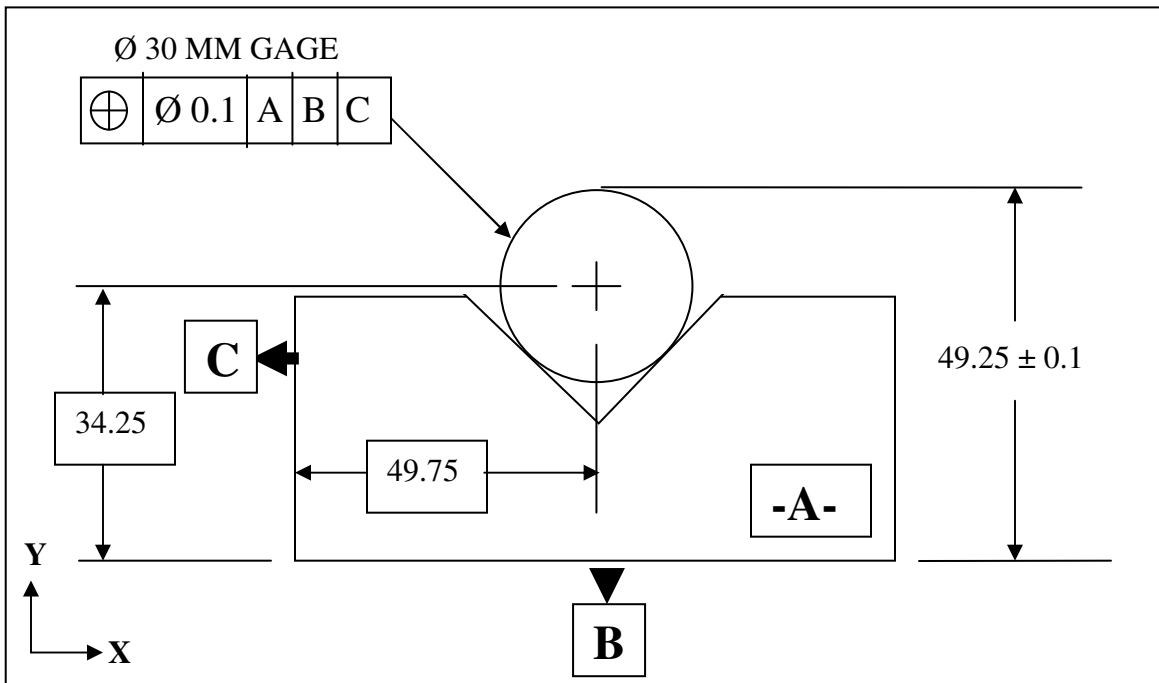 Ø 30 MM GAGE
⌖ Ø 0.1 A B C
C
34.25
49.75
49.25 ± 0.1
-A-
Y
X
B